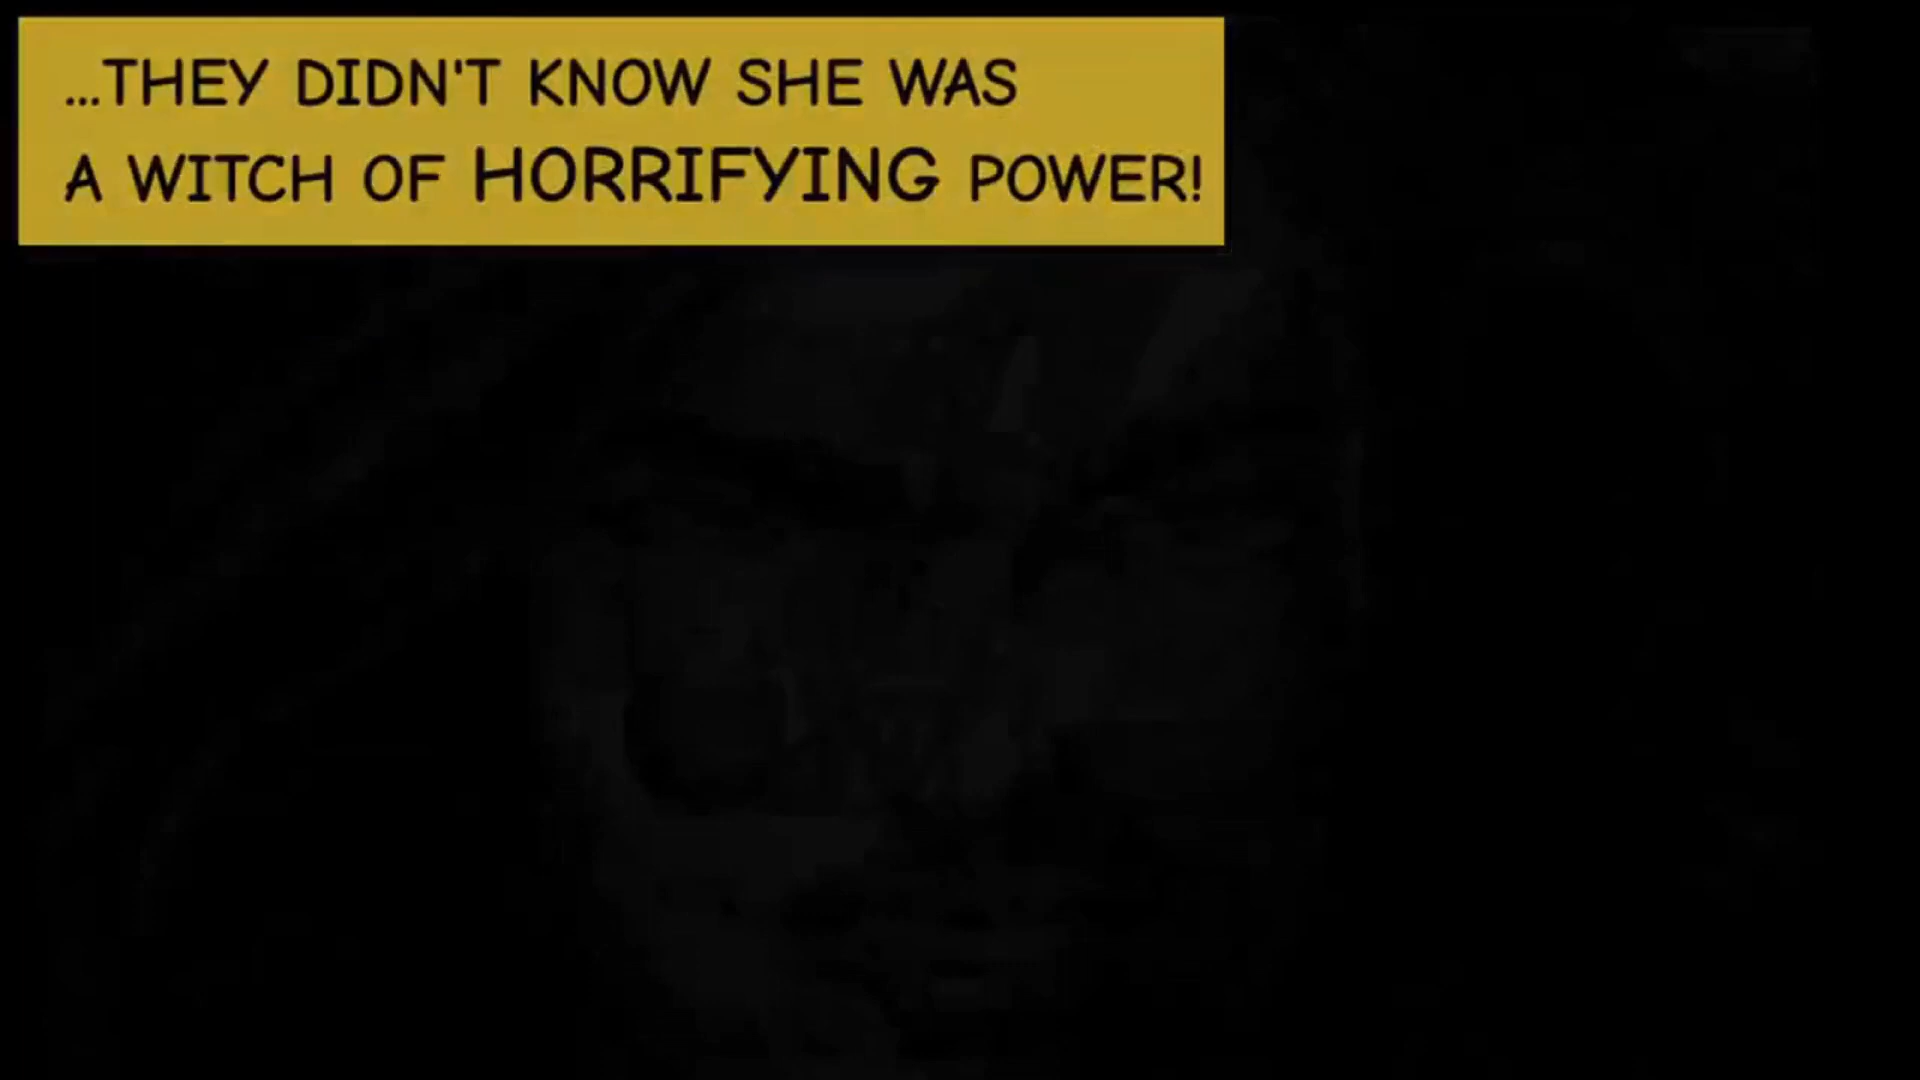 ...THEY DIDN'T KNOW SHE WAS
A WITCH OF HORRIFYING POWER!